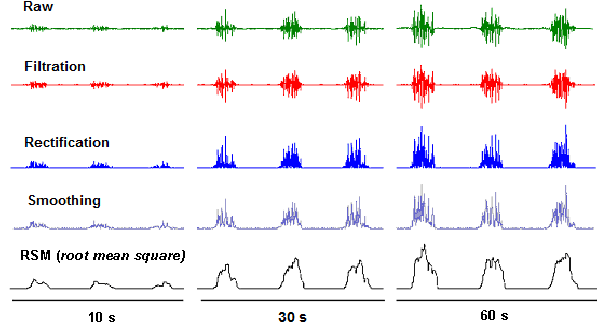 Raw
Filtration
Rectification
Smoothing
RSM (root mean square)
10 s 30 s 60 s